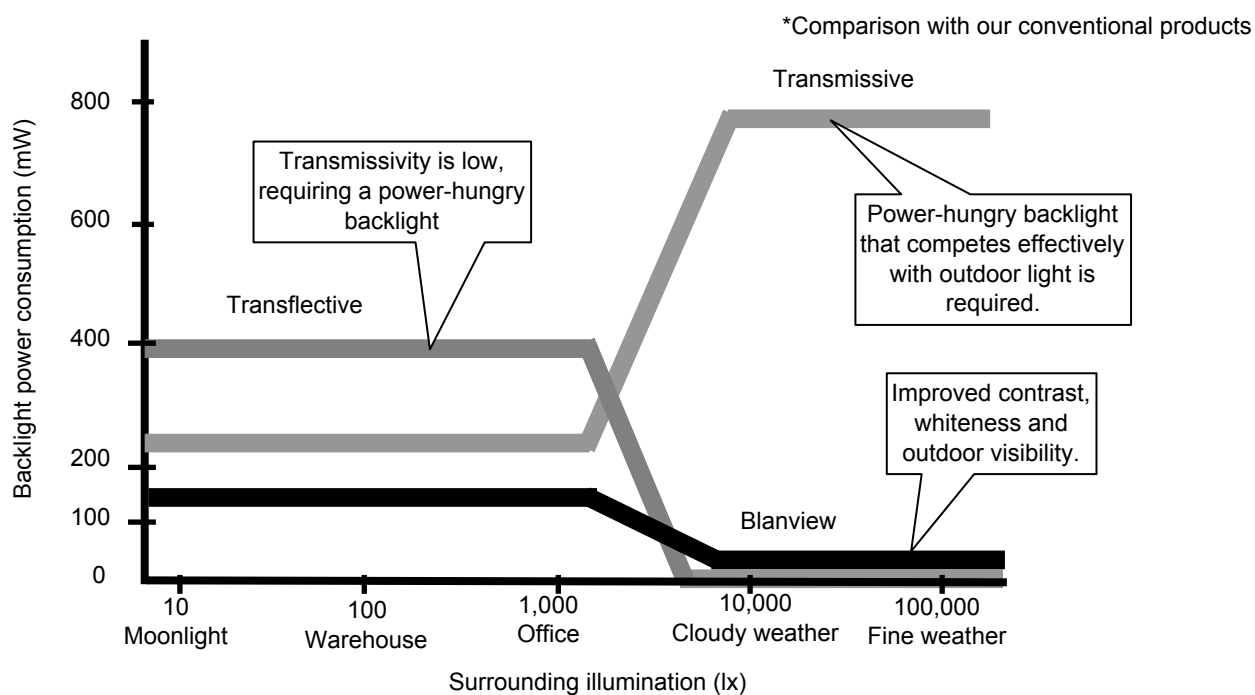 *Comparison with our conventional products
Transmissive
800
Transmissivity is low,
requiring a power-hungry
backlight
Power-hungry backlight
that competes effectively
with outdoor light is
required.
600
Backlight power consumption (mW)
Transflective
400
Improved contrast,
whiteness and
outdoor visibility.
200
100
Blanview
0
10
100
1,000
10,000
100,000
Moonlight
Warehouse
Office
Cloudy weather
Fine weather
Surrounding illumination (lx)